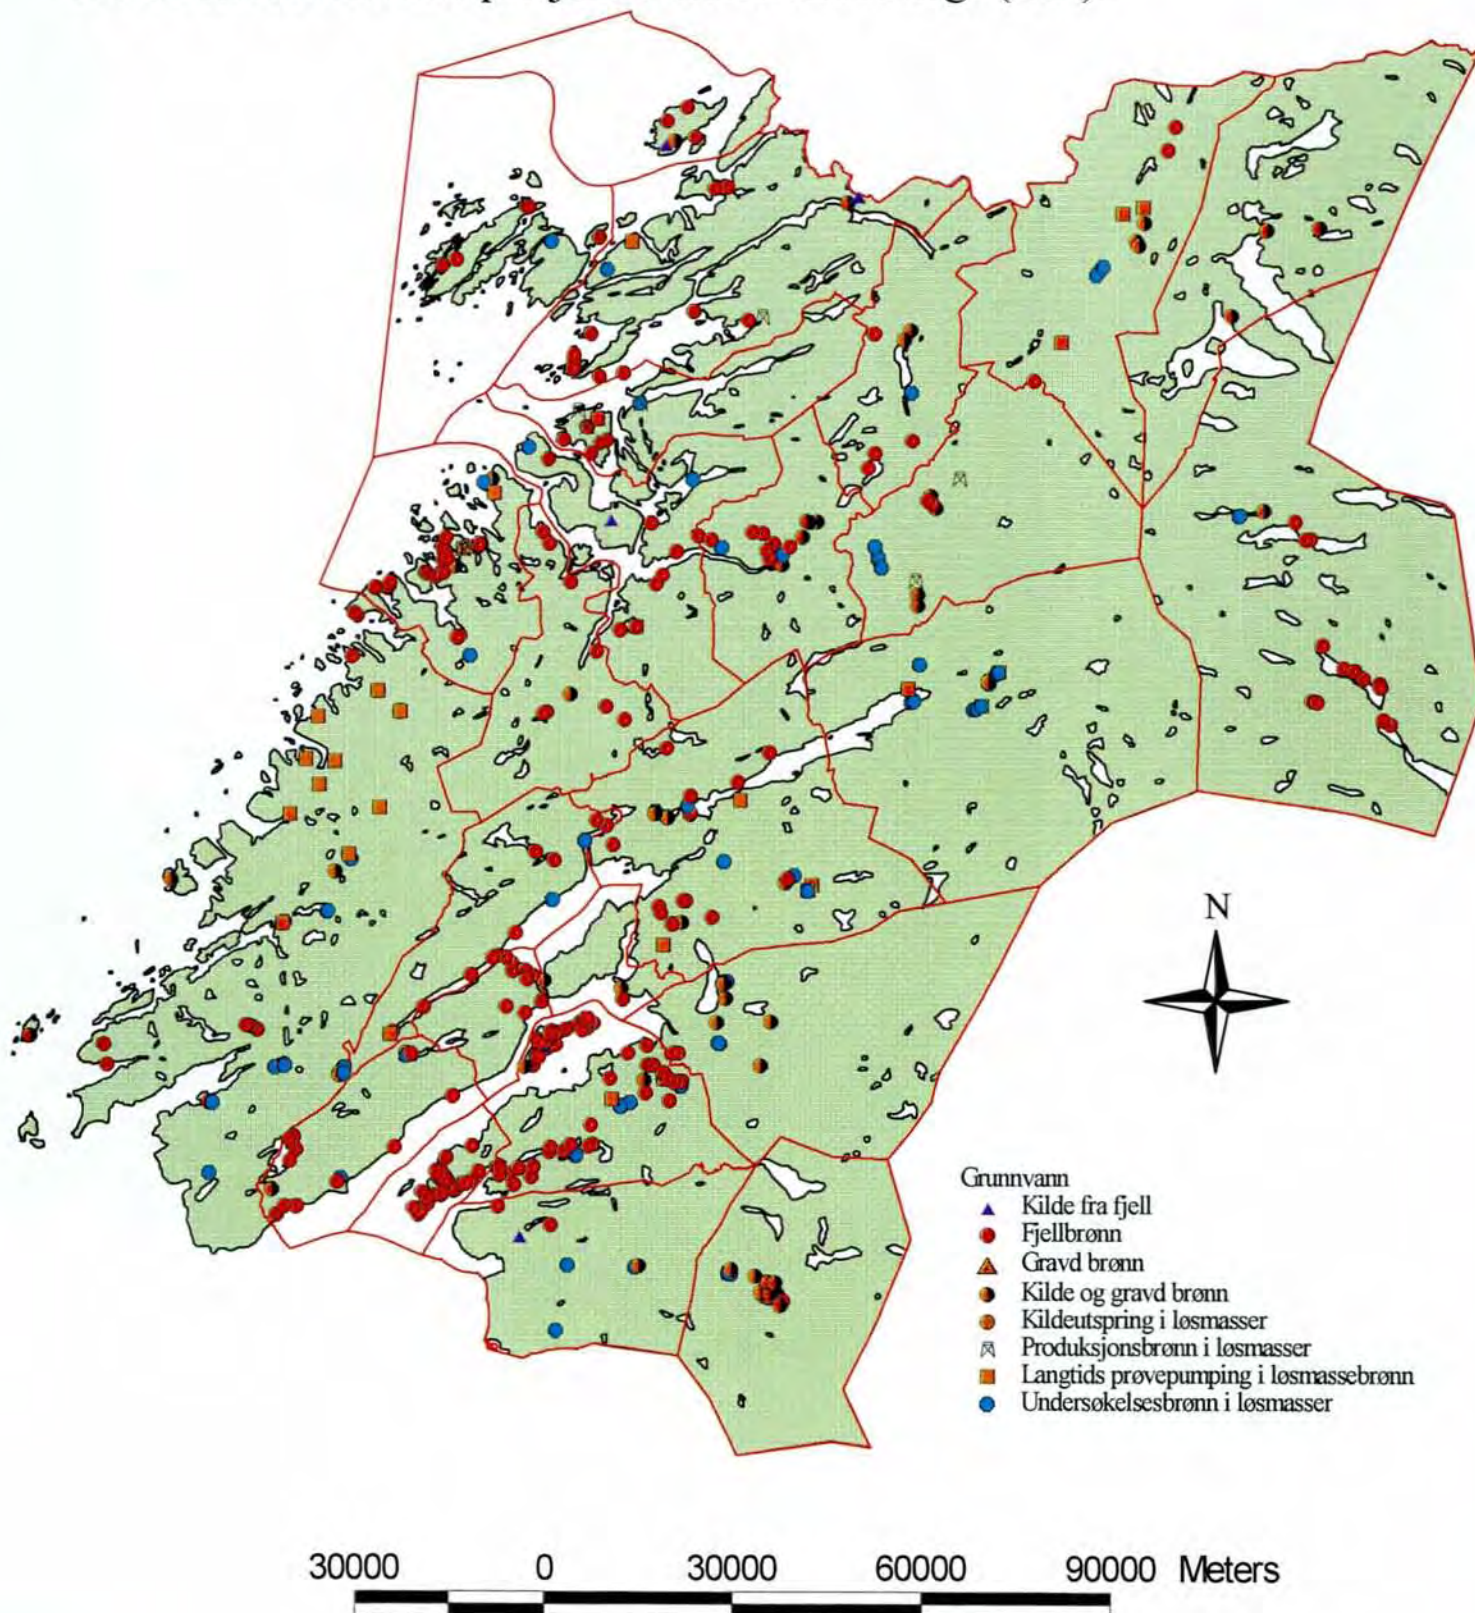 N
Grunnvann
Kilde fra fjell
Fjellbrønn
Gravd brønn
Kilde og gravd brønn
Kildeutspring i løsmasser
Produksjonsbrønn i løsmasser
Langtids prøvepumping i løsmassebrønn
Undersøkelsesbrønn i løsmasser
30000 0 30000 60000 90000 Meters